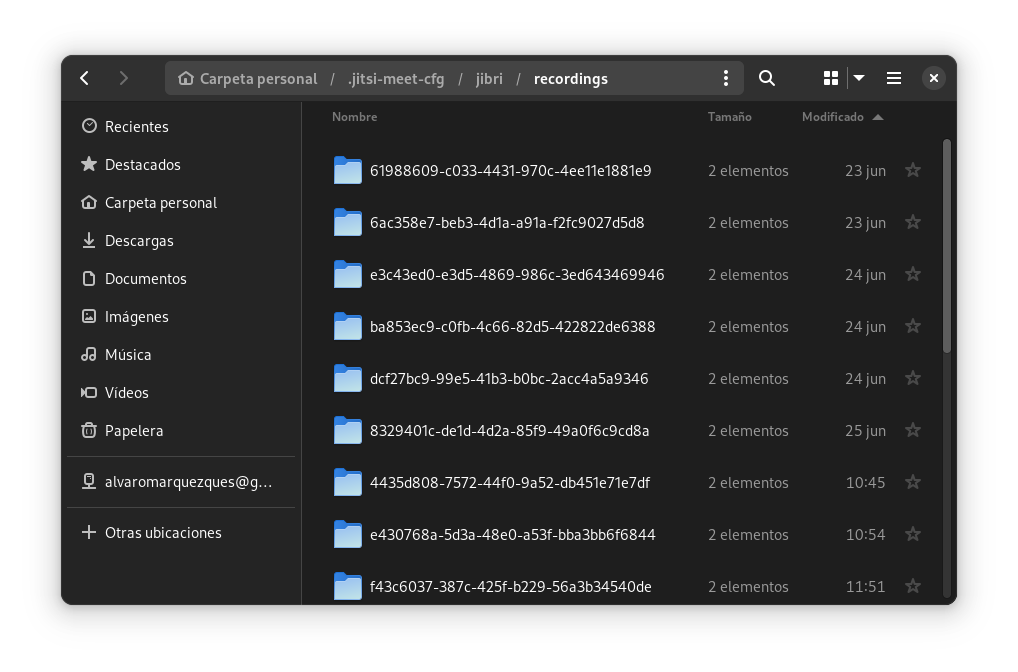 Carpeta personal / .jitsi-meet-cfg / jibri / recordings
Recientes
Destacados
Carpeta personal
Descargas
Documentos
Imágenes
Música
Vídeos
Papelera
alvaromarquezques@g...
Otras ubicaciones
Nombre Tamaño Modificado
61988609-c033-4431-970c-4ee11e1881e9 2 elementos 23 jun
6ac358e7-beb3-4d1a-a91a-f2fc9027d5d8 2 elementos 23 jun
e3c43ed0-e3d5-4869-986c-3ed643469946 2 elementos 24 jun
ba853ec9-c0fb-4c66-82d5-422822de6388 2 elementos 24 jun
dcf27bc9-99e5-41b3-b0bc-2acc4a5a9346 2 elementos 24 jun
8329401c-de1d-4d2a-85f9-49a0f6c9cd8a 2 elementos 25 jun
4435d808-7572-44f0-9a52-db451e71e7df 2 elementos 10:45
e430768a-5d3a-48e0-a53f-bba3bb6f6844 2 elementos 10:54
f43c6037-387c-425f-b229-56a3b34540de 2 elementos 11:51